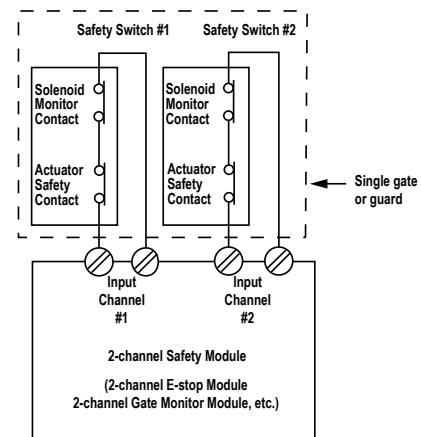 Safety Switch #1
Safety Switch #2
Solenoid
Monitor
Contact
Actuator
Safety
Contact
Solenoid
Monitor
Contact
Actuator
Safety
Contact
Single gate
or guard
Input
Channel
#1
Input
Channel
#2
2-channel Safety Module
(2-channel E-stop Module
2-channel Gate Monitor Module, etc.)